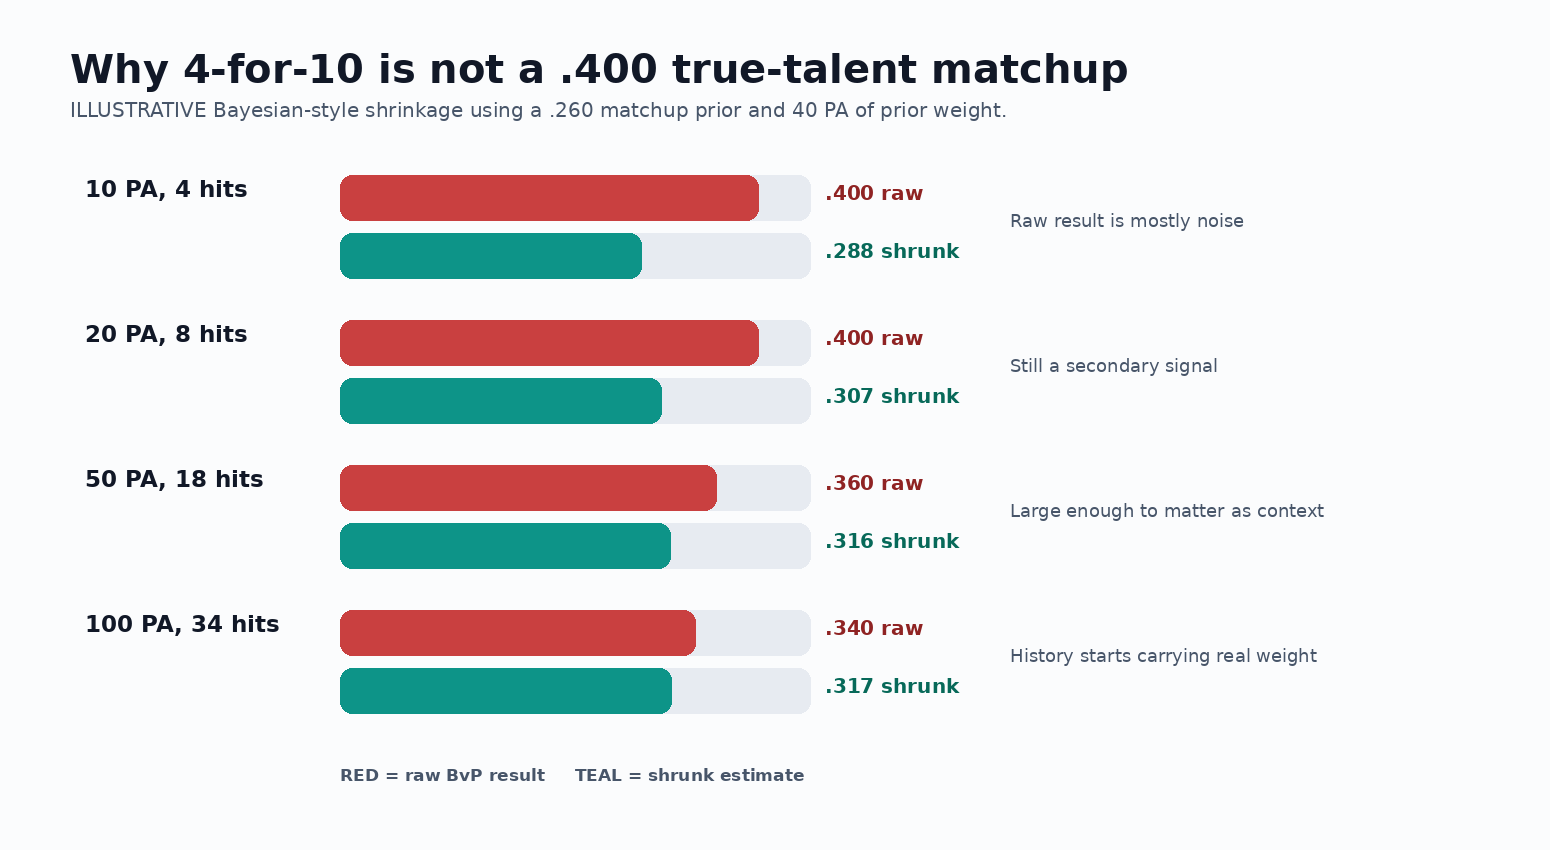 Why 4-for-10 is not a .400 true-talent matchup
ILLUSTRATIVE Bayesian-style shrinkage using a .260 matchup prior and 40 PA of prior weight.
10 PA, 4 hits
.400 raw
.288 shrunk
Raw result is mostly noise
20 PA, 8 hits
.400 raw
.307 shrunk
Still a secondary signal
50 PA, 18 hits
.360 raw
.316 shrunk
Large enough to matter as context
100 PA, 34 hits
.340 raw
.317 shrunk
History starts carrying real weight
RED = raw BvP result TEAL = shrunk estimate